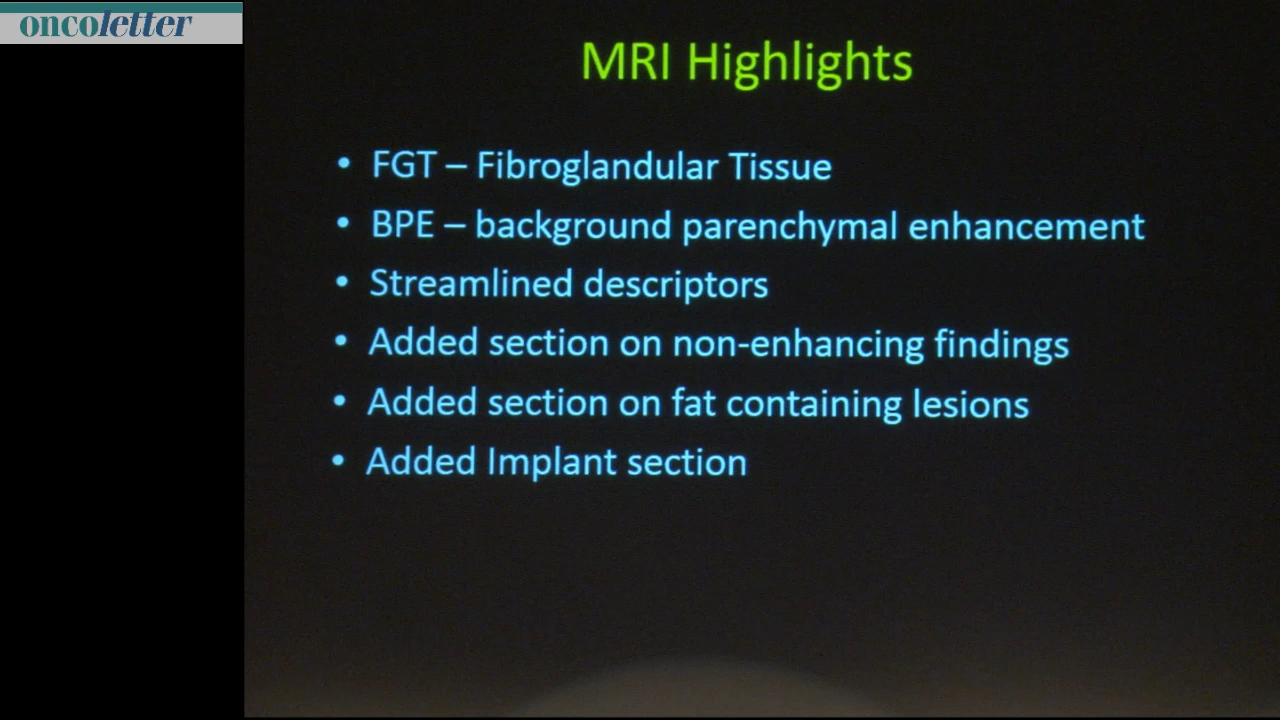 oncoletter
MRI Highlights
• FGT – Fibroglandular Tissue
• BPE – background parenchymal enhancement
• Streamlined descriptors
• Added section on non-enhancing findings
• Added section on fat containing lesions
• Added Implant section